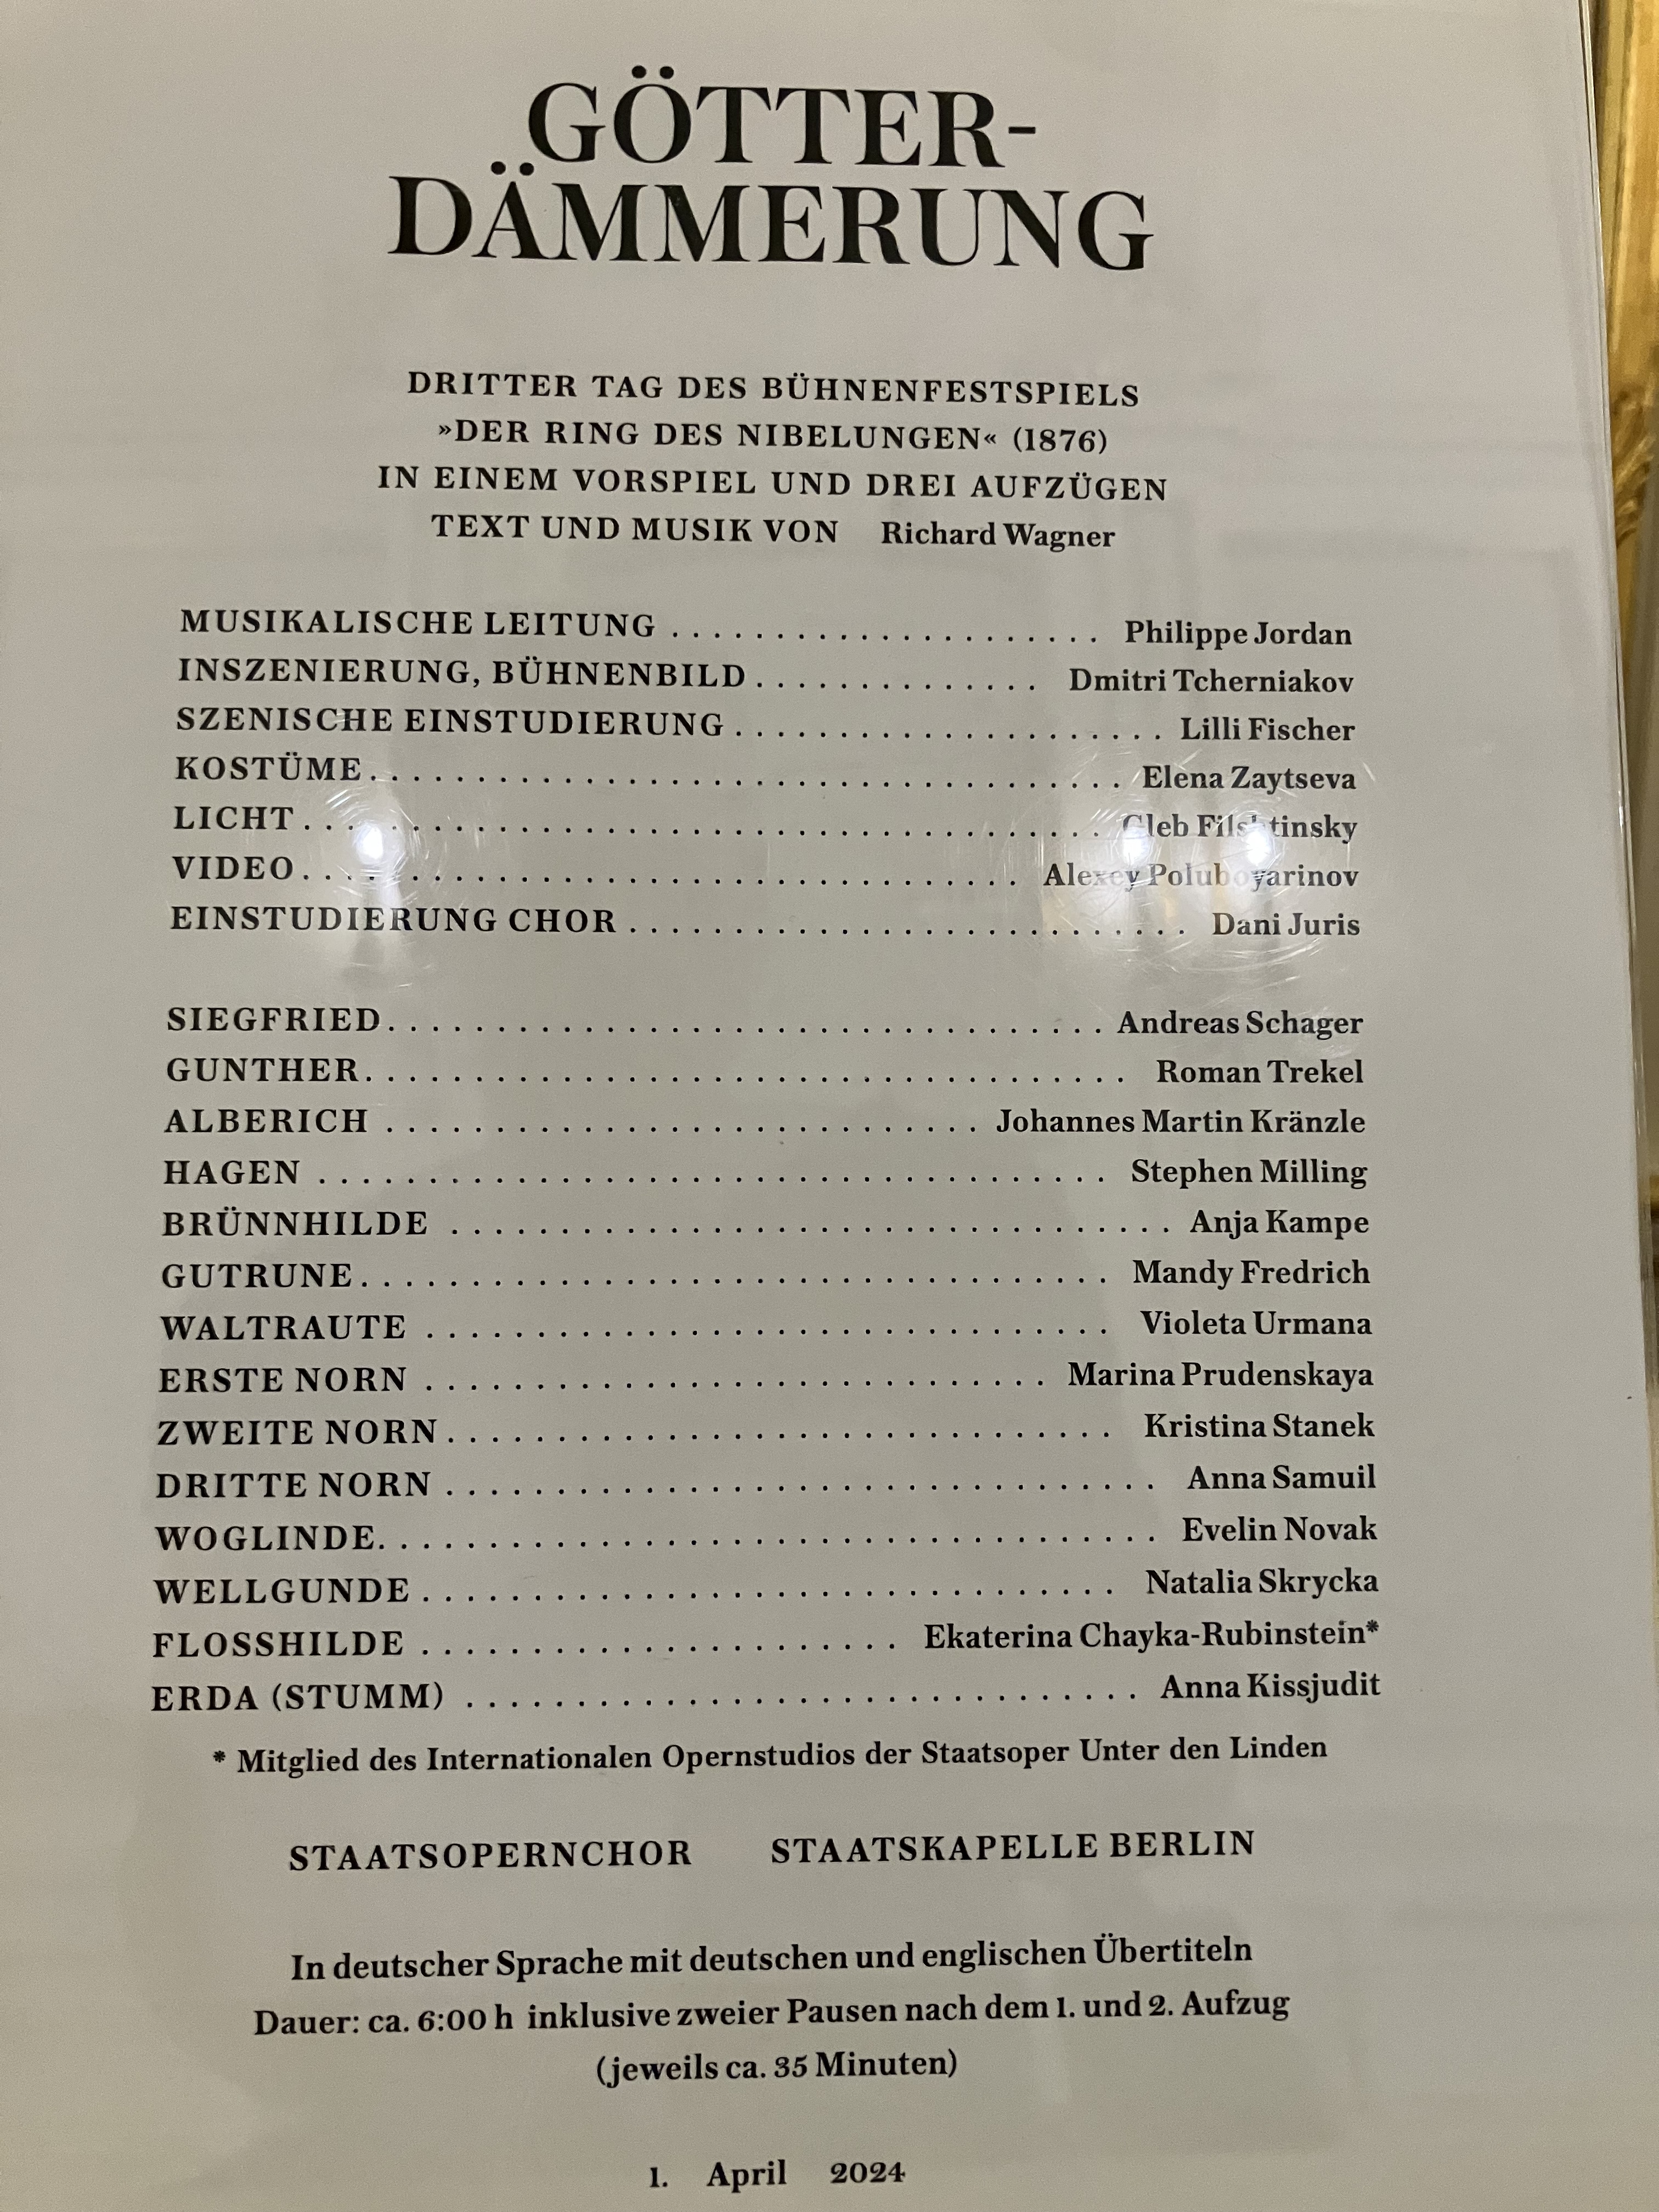 GÖTTER-
DÄMMERUNG
DRITTER TAG DES BÜHNENFESTSPIELS
»DER RING DES NIBELUNGEN« (1876)
IN EINEM VORSPIEL UND DREI AUFZÜGEN
TEXT UND MUSIK VON Richard Wagner
MUSIKALISCHE LEITUNG . . . . . . . . . . . . . . . . . . . . Philippe Jordan
INSZENIERUNG, BÜHNENBILD . . . . . . . . . . . . . . Dmitri Tcherniakov
SZENISCHE EINSTUDIERUNG . . . . . . . . . . . . . . . . . . . . Lilli Fischer
KOSTÜME . . . . . . . . . . . . . . . . . . . . . . . . . . . . . . . . . . Elena Zaytseva
LICHT . . . . . . . . . . . . . . . . . . . . . . . . . . . . . . . . . . . . Gleb Filshtinsky
VIDEO . . . . . . . . . . . . . . . . . . . . . . . . . . . . . . . . Alexey Poluboyarinov
EINSTUDIERUNG CHOR . . . . . . . . . . . . . . . . . . . . . . . . . . Dani Juris
SIEGFRIED . . . . . . . . . . . . . . . . . . . . . . . . . . . . . . . . . Andreas Schager
GUNTHER . . . . . . . . . . . . . . . . . . . . . . . . . . . . . . . . . . . Roman Trekel
ALBERICH . . . . . . . . . . . . . . . . . . . . . . . . . . . Johannes Martin Kränzle
HAGEN . . . . . . . . . . . . . . . . . . . . . . . . . . . . . . . . . . . . Stephen Milling
BRÜNNHILDE . . . . . . . . . . . . . . . . . . . . . . . . . . . . . . . . . Anja Kampe
GUTRUNE . . . . . . . . . . . . . . . . . . . . . . . . . . . . . . . . . . Mandy Fredrich
WALTRAUTE . . . . . . . . . . . . . . . . . . . . . . . . . . . . . . . Violeta Urmana
ERSTE NORN . . . . . . . . . . . . . . . . . . . . . . . . . . . . Marina Prudenskaya
ZWEITE NORN . . . . . . . . . . . . . . . . . . . . . . . . . . . . . . . Kristina Stanek
DRITTE NORN . . . . . . . . . . . . . . . . . . . . . . . . . . . . . . . . . Anna Samuil
WOGLINDE . . . . . . . . . . . . . . . . . . . . . . . . . . . . . . . . . . . Evelin Novak
WELLGUNDE . . . . . . . . . . . . . . . . . . . . . . . . . . . . . . . . Natalia Skrycka
FLOSSHILDE . . . . . . . . . . . . . . . . . . . . . . Ekaterina Chayka-Rubinstein*
ERDA (STUMM) . . . . . . . . . . . . . . . . . . . . . . . . . . . . . . . Anna Kissjudit
* Mitglied des Internationalen Opernstudios der Staatsoper Unter den Linden
STAATSOPERNCHOR STAATSKAPELLE BERLIN
In deutscher Sprache mit deutschen und englischen Übertiteln
Dauer: ca. 6:00 h inklusive zweier Pausen nach dem 1. und 2. Aufzug
(jeweils ca. 35 Minuten)
1. April 2024